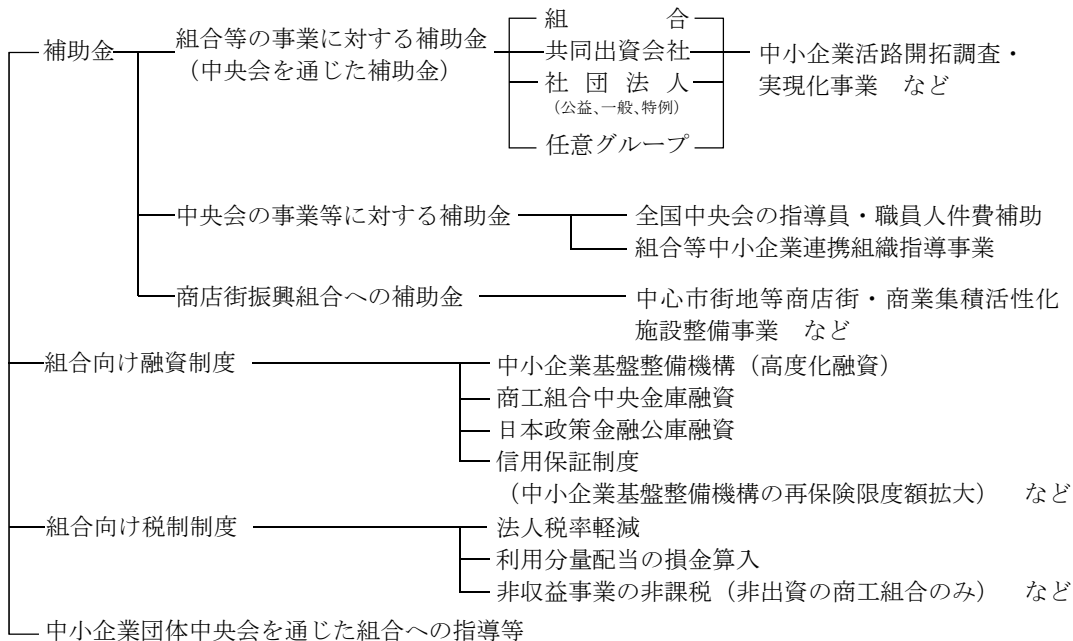 補助金
組合等の事業に対する補助金
（中央会を通じた補助金）
組合
共同出資会社
社団法人
（公益、一般、特例）
任意グループ
中小企業活路開拓調査・
実現化事業　など
中央会の事業等に対する補助金
全国中央会の指導員・職員人件費補助
組合等中小企業連携組織指導事業
商店街振興組合への補助金
中心市街地等商店街・商業集積活性化
施設整備事業　など
組合向け融資制度
中小企業基盤整備機構（高度化融資）
商工組合中央金庫融資
日本政策金融公庫融資
信用保証制度
（中小企業基盤整備機構の再保険限度額拡大）　など
組合向け税制制度
法人税率軽減
利用分量配当の損金算入
非収益事業の非課税（非出資の商工組合のみ）　など
中小企業団体中央会を通じた組合への指導等